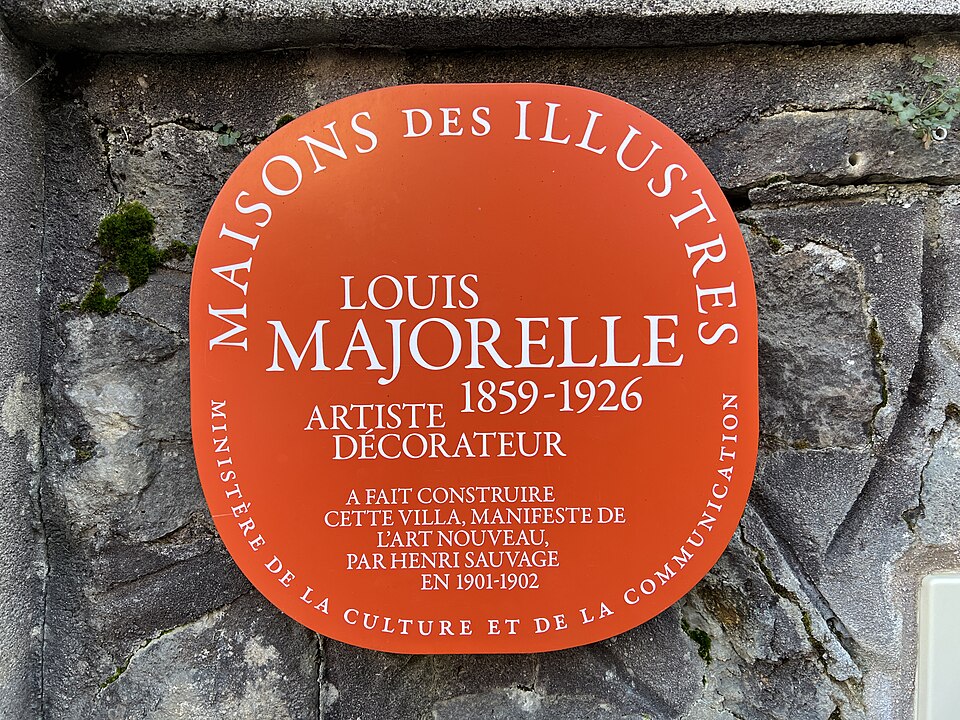 MAISONS DES ILLUSTRES
LOUIS
MAJORELLE
1859-1926
ARTISTE
DÉCORATEUR
A FAIT CONSTRUIRE
CETTE VILLA, MANIFESTE DE
L'ART NOUVEAU,
PAR HENRI SAUVAGE
EN 1901-1902
MINISTÈRE DE LA CULTURE ET DE LA COMMUNICATION